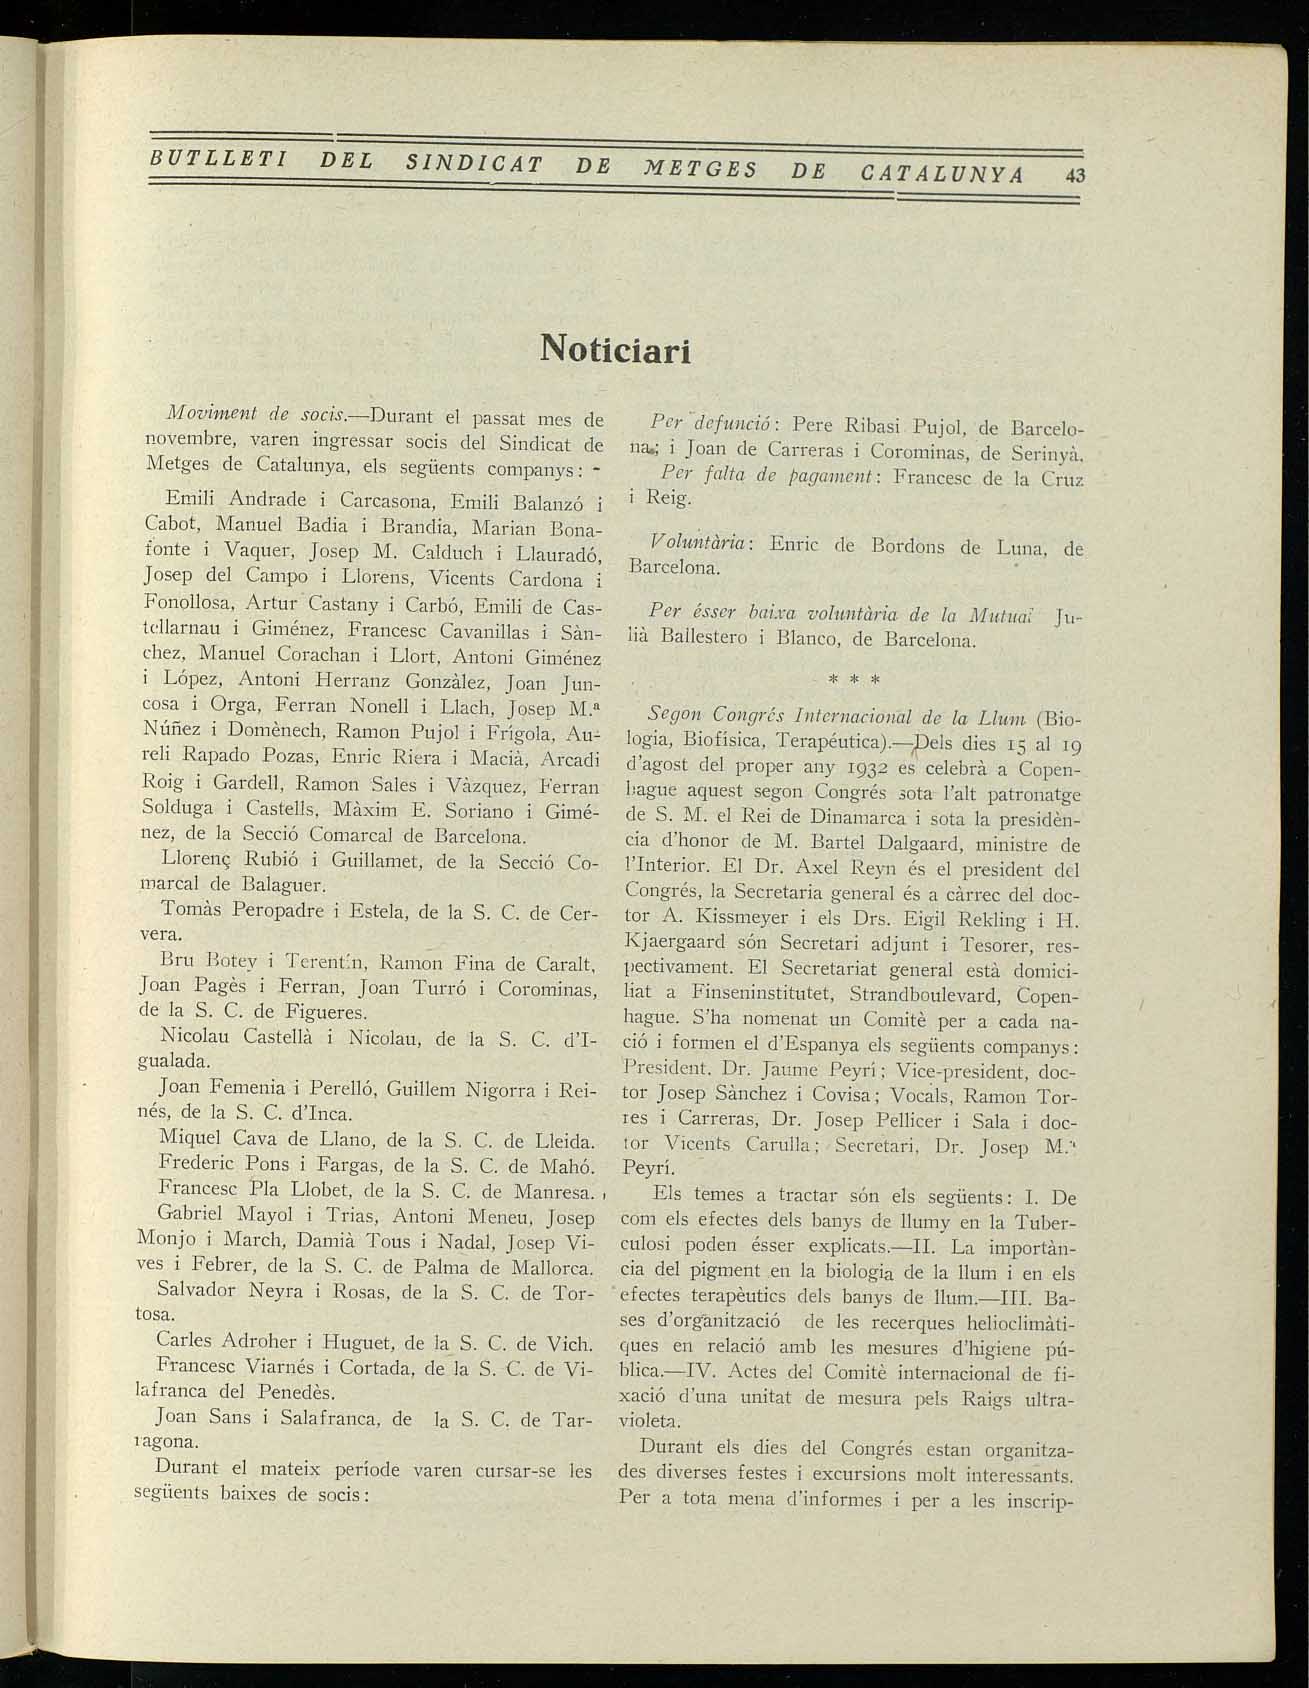 BUTLLETI DEL SINDICAT DE METGES DE CATALUNYA 43
Noticiari
Moviment de socis.—Durant el passat mes de
novembre, varen ingressar socis del Sindicat de
Metges de Catalunya, els següents companys:
Emili Andrade i Carcasona, Emili Balanzó i
Cabot, Manuel Badia i Brandia, Marian Bona-
fonte i Vaquer, Josep M. Calduch i Llauradó,
Josep del Campo i Llorens, Vicents Cardona i
Fonollosa, Artur Castany i Carbó, Emili de Cas-
tellarnau i Giménez, Francesc Cavanillas i Sàn-
chez, Manuel Corachan i Llort, Antoni Giménez
i López, Antoni Herranz Gonzàlez, Joan Jun-
cosa i Orga, Ferran Nonell i Llach, Josep M.ª
Núñez i Domènech, Ramon Pujol i Frígola, Au-
reli Rapado Pozas, Enric Riera i Macià, Arcadi
Roig i Gardell, Ramon Sales i Vàzquez, Ferran
Solduga i Castells, Màxim E. Soriano i Gimé-
nez, de la Secció Comarcal de Barcelona.
Llorenç Rubió i Guillamet, de la Secció Co-
marcal de Balaguer.
Tomàs Peropadre i Estela, de la S. C. de Cer-
vera.
Bru Botey i Terentín, Ramon Fina de Caralt,
Joan Pagès i Ferran, Joan Turró i Corominas,
de la S. C. de Figueres.
Nicolau Castellà i Nicolau, de la S. C. d'I-
gualada.
Joan Femenia i Perelló, Guillem Nigorra i Rei-
nés, de la S. C. d'Inca.
Miquel Cava de Llano, de la S. C. de Lleida.
Frederic Pons i Fargas, de la S. C. de Mahó.
Francesc Pla Llobet, de la S. C. de Manresa.
Gabriel Mayol i Trias, Antoni Meneu, Josep
Monjo i March, Damià Tous i Nadal, Josep Vi-
ves i Febrer, de la S. C. de Palma de Mallorca.
Salvador Neyra i Rosas, de la S. C. de Tor-
tosa.
Carles Adroher i Huguet, de la S. C. de Vich.
Francesc Viarnés i Cortada, de la S. C. de Vi-
lafranca del Penedès.
Joan Sans i Salafranca, de la S. C. de Tar-
ragona.
Durant el mateix període varen cursar-se les
següents baixes de socis:
Per defunció: Pere Ribasi Pujol, de Barcelo-
na; i Joan de Carreras i Corominas, de Serinyà.
Per falta de pagament: Francesc de la Cruz
i Reig.
Voluntària: Enric de Bordons de Luna, de
Barcelona.
Per ésser baixa voluntària de la Mutual Ju-
lià Ballestero i Blanco, de Barcelona.
* * *
Segon Congrés Internacional de la Llum (Bio-
logia, Biofísica, Terapéutica).—Dels dies 15 al 19
d'agost del proper any 1932 es celebrà a Copen-
hague aquest segon Congrés sota l'alt patronatge
de S. M. el Rei de Dinamarca i sota la presidèn-
cia d'honor de M. Bartel Dalgaard, ministre de
l'Interior. El Dr. Axel Reyn és el president del
Congrés, la Secretaria general és a càrrec del doc-
tor A. Kissmeyer i els Drs. Eigil Rekling i H.
Kjaergaard són Secretari adjunt i Tesorer, res-
pectivament. El Secretariat general està domici-
liat a Finseninstitutet, Strandboulevard, Copen-
hague. S'ha nomenat un Comitè per a cada na-
ció i formen el d'Espanya els següents companys:
President. Dr. Jaume Peyrí; Vice-president, doc-
tor Josep Sànchez i Covisa; Vocals, Ramon Tor-
res i Carreras, Dr. Josep Pellicer i Sala i doc-
tor Vicents Carulla; Secretari, Dr. Josep M.ª
Peyrí.
Els temes a tractar són els següents: I. De
com els efectes dels banys de llumy en la Tuber-
culosi poden ésser explicats.—II. La importàn-
cia del pigment en la biologia de la llum i en els
efectes terapèutics dels banys de llum.—III. Ba-
ses d'organització de les recerques helioclimàti-
ques en relació amb les mesures d'higiene pú-
blica.—IV. Actes del Comitè internacional de fi-
xació d'una unitat de mesura pels Raigs ultra-
violeta.
Durant els dies del Congrés estan organitza-
des diverses festes i excursions molt interessants.
Per a tota mena d'informes i per a les inscrip-